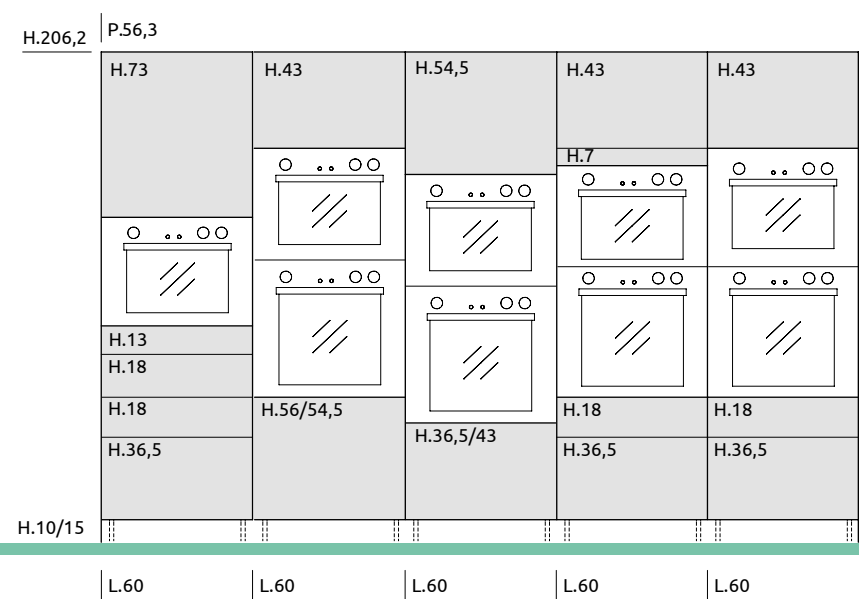 H.206,2
P.56,3
H.73
H.43
H.54,5
H.43
H.43
H.7
H.13
H.18
H.18
H.56/54,5
H.18
H.18
H.36,5/43
H.36,5
H.36,5
H.36,5
H.10/15
L.60
L.60
L.60
L.60
L.60